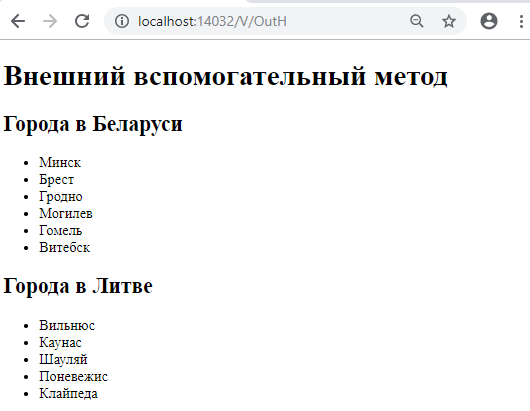 localhost:14032/V/OutH
Внешний вспомогательный метод
Города в Беларуси
Минск
Брест
Гродно
Могилев
Гомель
Витебск
Города в Литве
Вильнюс
Каунас
Шауляй
Поневежис
Клайпеда